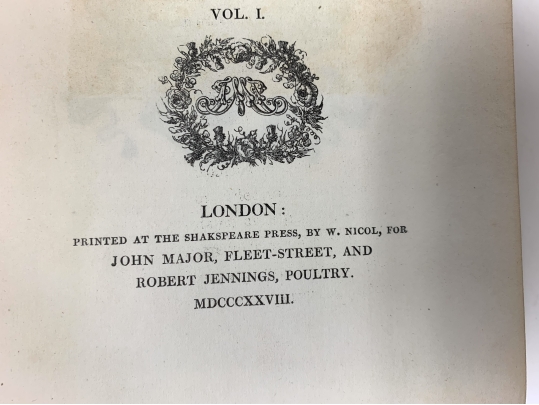 VOL. I.
LONDON:
PRINTED AT THE SHAKSPEARE PRESS, BY W. NICOL, FOR
JOHN MAJOR, FLEET-STREET, AND
ROBERT JENNINGS, POULTRY.
MDCCCXXVIII.